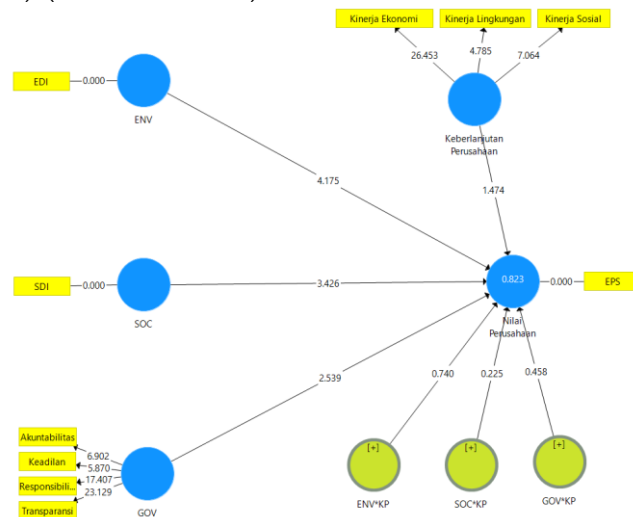 Kinerja Ekonomi
Kinerja Lingkungan
Kinerja Sosial
26.453
4.785
7.064
EDI
0.000
ENV
Keberlanjutan
Perusahaan
4.175
1.474
SDI
0.000
SOC
3.426
0.823
0.000
EPS
Nilai
Perusahaan
2.539
0.740
0.225
0.458
Akuntabilitas
6.902
Keadilan
5.870
Responsibili...
17.407
Transparansi
23.129
GOV
[+]
[+]
[+]
ENV*KP
SOC*KP
GOV*KP